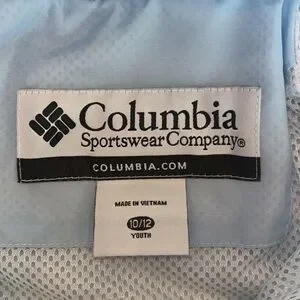 Columbia
Sportswear Company®
COLUMBIA.COM
MADE IN VIETNAM
10/12
YOUTH